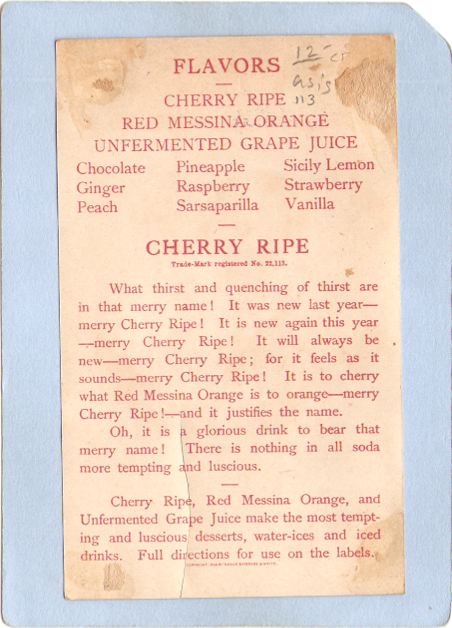 FLAVORS
12-
as is
113
CHERRY RIPE
RED MESSINA ORANGE
UNFERMENTED GRAPE JUICE
Chocolate Pineapple Sicily Lemon
Ginger Raspberry Strawberry
Peach Sarsaparilla Vanilla
CHERRY RIPE
Trade-Mark registered No. 22,113.
What thirst and quenching of thirst are
in that merry name! It was new last year—
merry Cherry Ripe! It is new again this year
—merry Cherry Ripe! It will always be
new—merry Cherry Ripe; for it feels as it
sounds—merry Cherry Ripe! It is to cherry
what Red Messina Orange is to orange—merry
Cherry Ripe!—and it justifies the name.
Oh, it is a glorious drink to bear that
merry name! There is nothing in all soda
more tempting and luscious.
Cherry Ripe, Red Messina Orange, and
Unfermented Grape Juice make the most tempt-
ing and luscious desserts, water-ices and iced
drinks. Full directions for use on the labels.